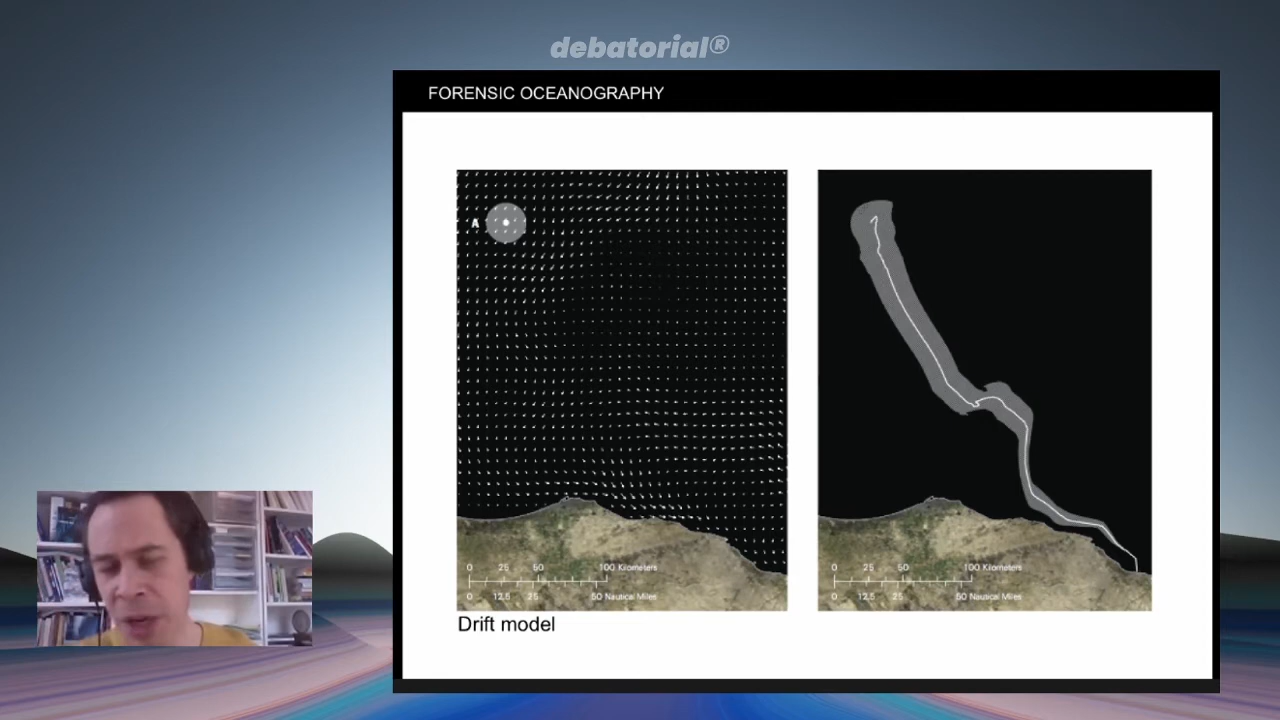 debatorial®
FORENSIC OCEANOGRAPHY
A
0 25 50 100 Kilometers
0 12.5 25 50 Nautical Miles
0 25 50 100 Kilometers
0 12.5 25 50 Nautical Miles
Drift model